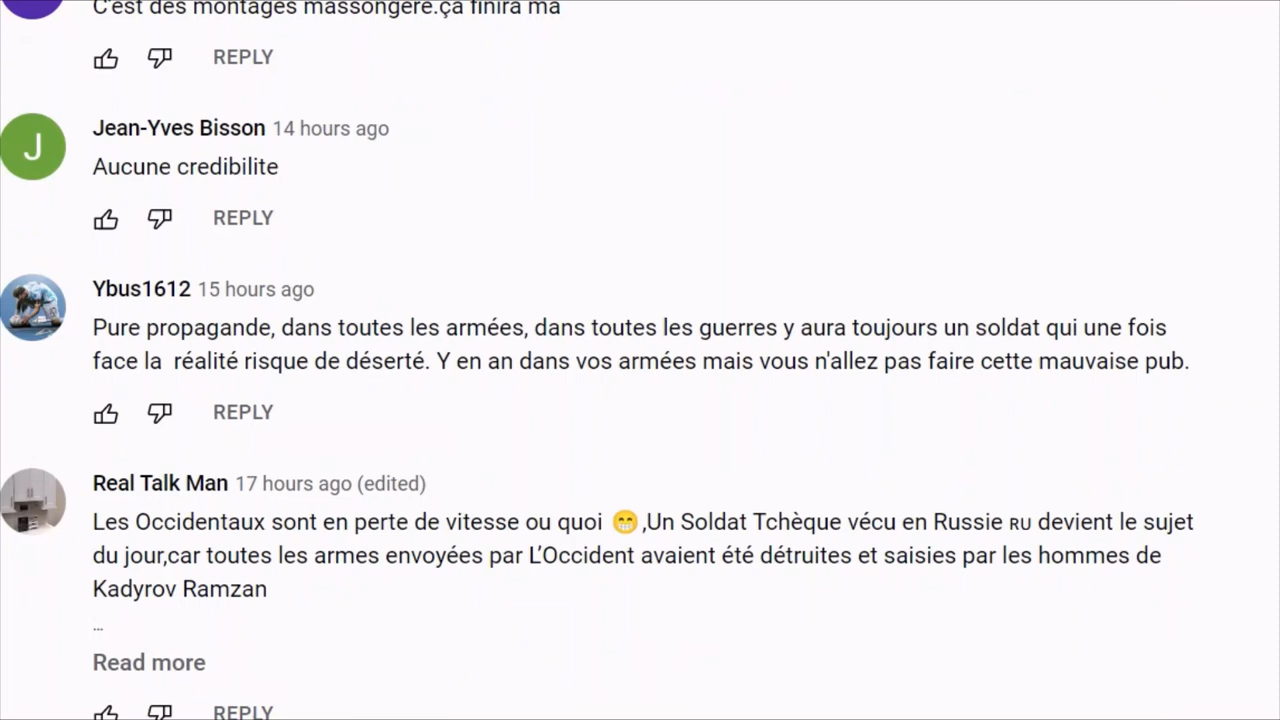 C'est des montages massongere.ça finira ma
REPLY
J
Jean-Yves Bisson 14 hours ago
Aucune credibilite
REPLY
Ybus1612 15 hours ago
Pure propagande, dans toutes les armées, dans toutes les guerres y aura toujours un soldat qui une fois
face la réalité risque de déserté. Y en an dans vos armées mais vous n'allez pas faire cette mauvaise pub.
REPLY
Real Talk Man 17 hours ago (edited)
Les Occidentaux sont en perte de vitesse ou quoi 😁,Un Soldat Tchèque vécu en Russie ʀᴜ devient le sujet
du jour,car toutes les armes envoyées par L'Occident avaient été détruites et saisies par les hommes de
Kadyrov Ramzan
...
Read more
REPLY